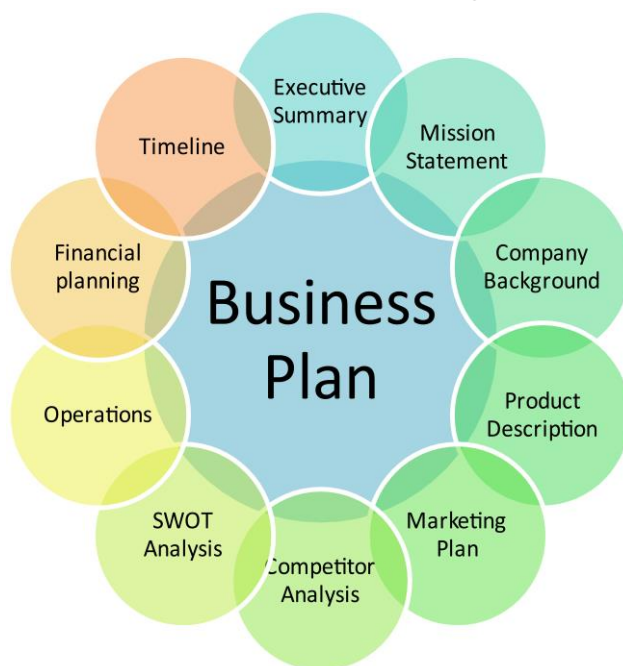 Executive
Summary
Mission
Statement
Company
Background
Product
Description
Marketing
Plan
Competitor
Analysis
SWOT
Analysis
Operations
Financial
planning
Timeline
Business
Plan